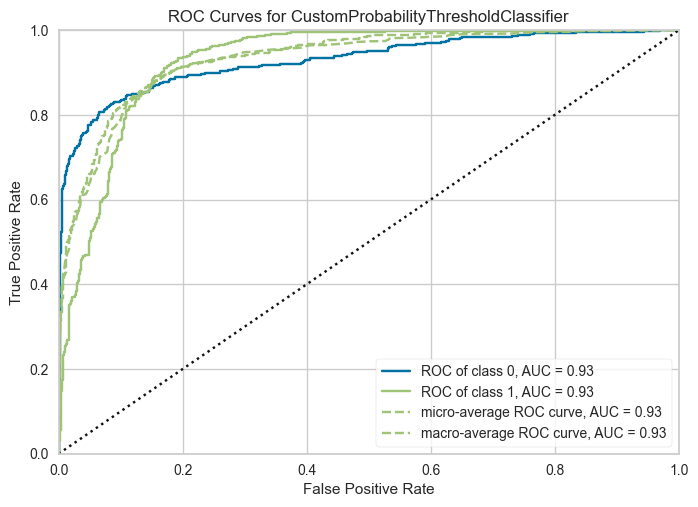 ROC Curves for CustomProbabilityThresholdClassifier
1.0
0.8
0.6
0.4
0.2
0.0
True Positive Rate
ROC of class 0, AUC = 0.93
ROC of class 1, AUC = 0.93
micro-average ROC curve, AUC = 0.93
macro-average ROC curve, AUC = 0.93
0.0 0.2 0.4 0.6 0.8 1.0
False Positive Rate